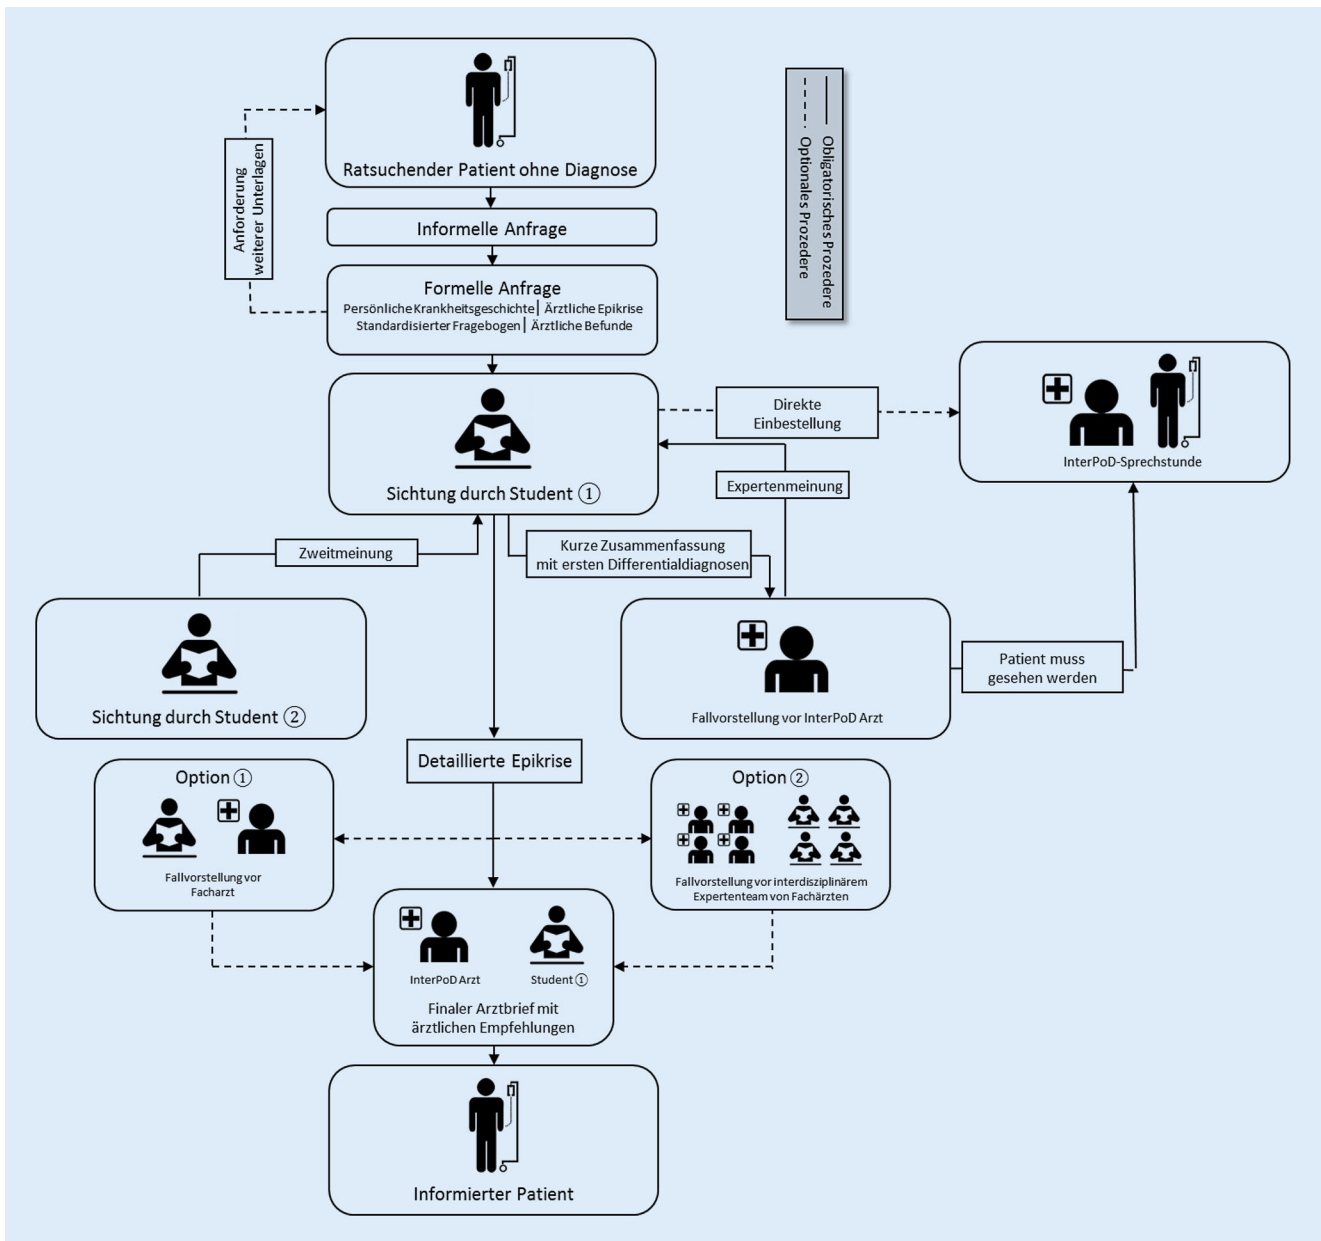 Ratsuchender Patient ohne Diagnose
Anforderung
weiterer Unterlagen
Obligatorisches Prozedere
Optionales Prozedere
Informelle Anfrage
Formelle Anfrage
Persönliche Krankheitsgeschichte| Ärztliche Epikrise
Standardisierter Fragebogen| Ärztliche Befunde
Sichtung durch Student ①
Direkte
Einbestellung
InterPoD-Sprechstunde
Expertenmeinung
Zweitmeinung
Kurze Zusammenfassung
mit ersten Differentialdiagnosen
Sichtung durch Student ②
Fallvorstellung vor InterPoD Arzt
Patient muss
gesehen werden
Detaillierte Epikrise
Option ①
Fallvorstellung vor
Facharzt
Option ②
Fallvorstellung vor interdisziplinärem
Expertenteam von Fachärzten
InterPoD Arzt
Student ①
Finaler Arztbrief mit
ärztlichen Empfehlungen
Informierter Patient